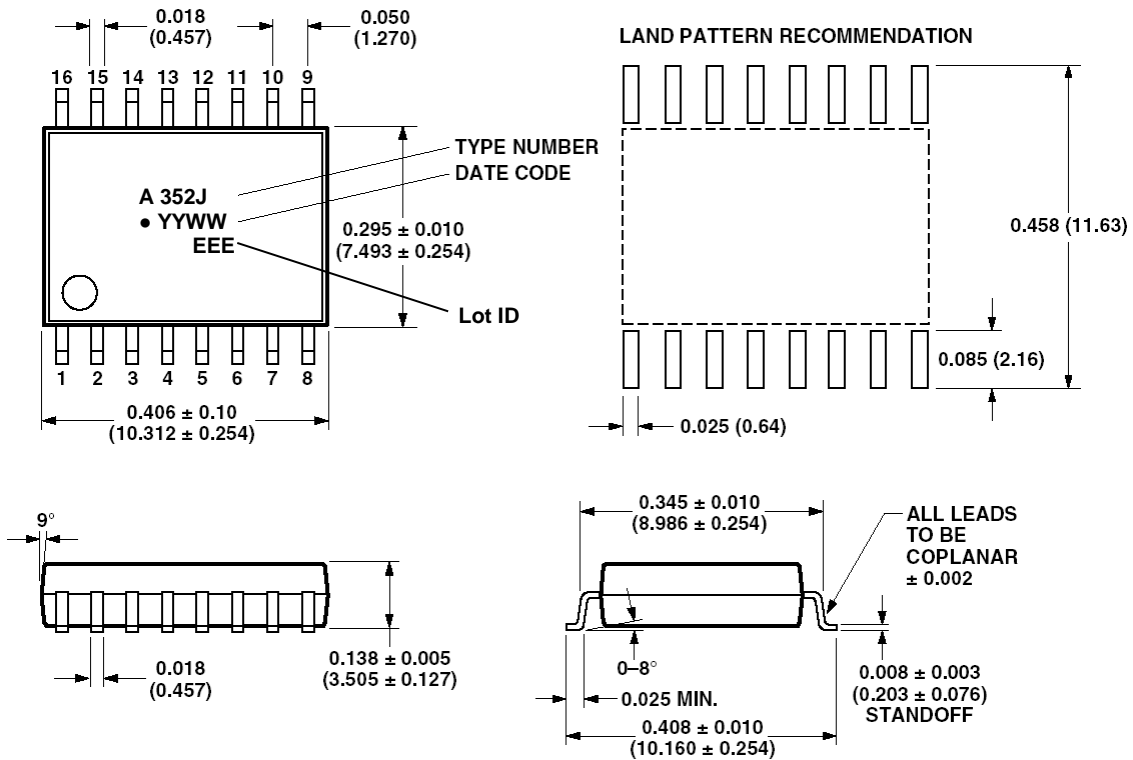 0.018
(0.457)
0.050
(1.270)
LAND PATTERN RECOMMENDATION
16 15 14 13 12 11 10 9
TYPE NUMBER
DATE CODE
A 352J
• YYWW
EEE
0.295 ± 0.010
(7.493 ± 0.254)
Lot ID
0.458 (11.63)
0.085 (2.16)
1 2 3 4 5 6 7 8
0.406 ± 0.10
(10.312 ± 0.254)
0.025 (0.64)
9°
0.138 ± 0.005
(3.505 ± 0.127)
0.018
(0.457)
0.345 ± 0.010
(8.986 ± 0.254)
ALL LEADS
TO BE
COPLANAR
± 0.002
0–8°
0.025 MIN.
0.408 ± 0.010
(10.160 ± 0.254)
0.008 ± 0.003
(0.203 ± 0.076)
STANDOFF